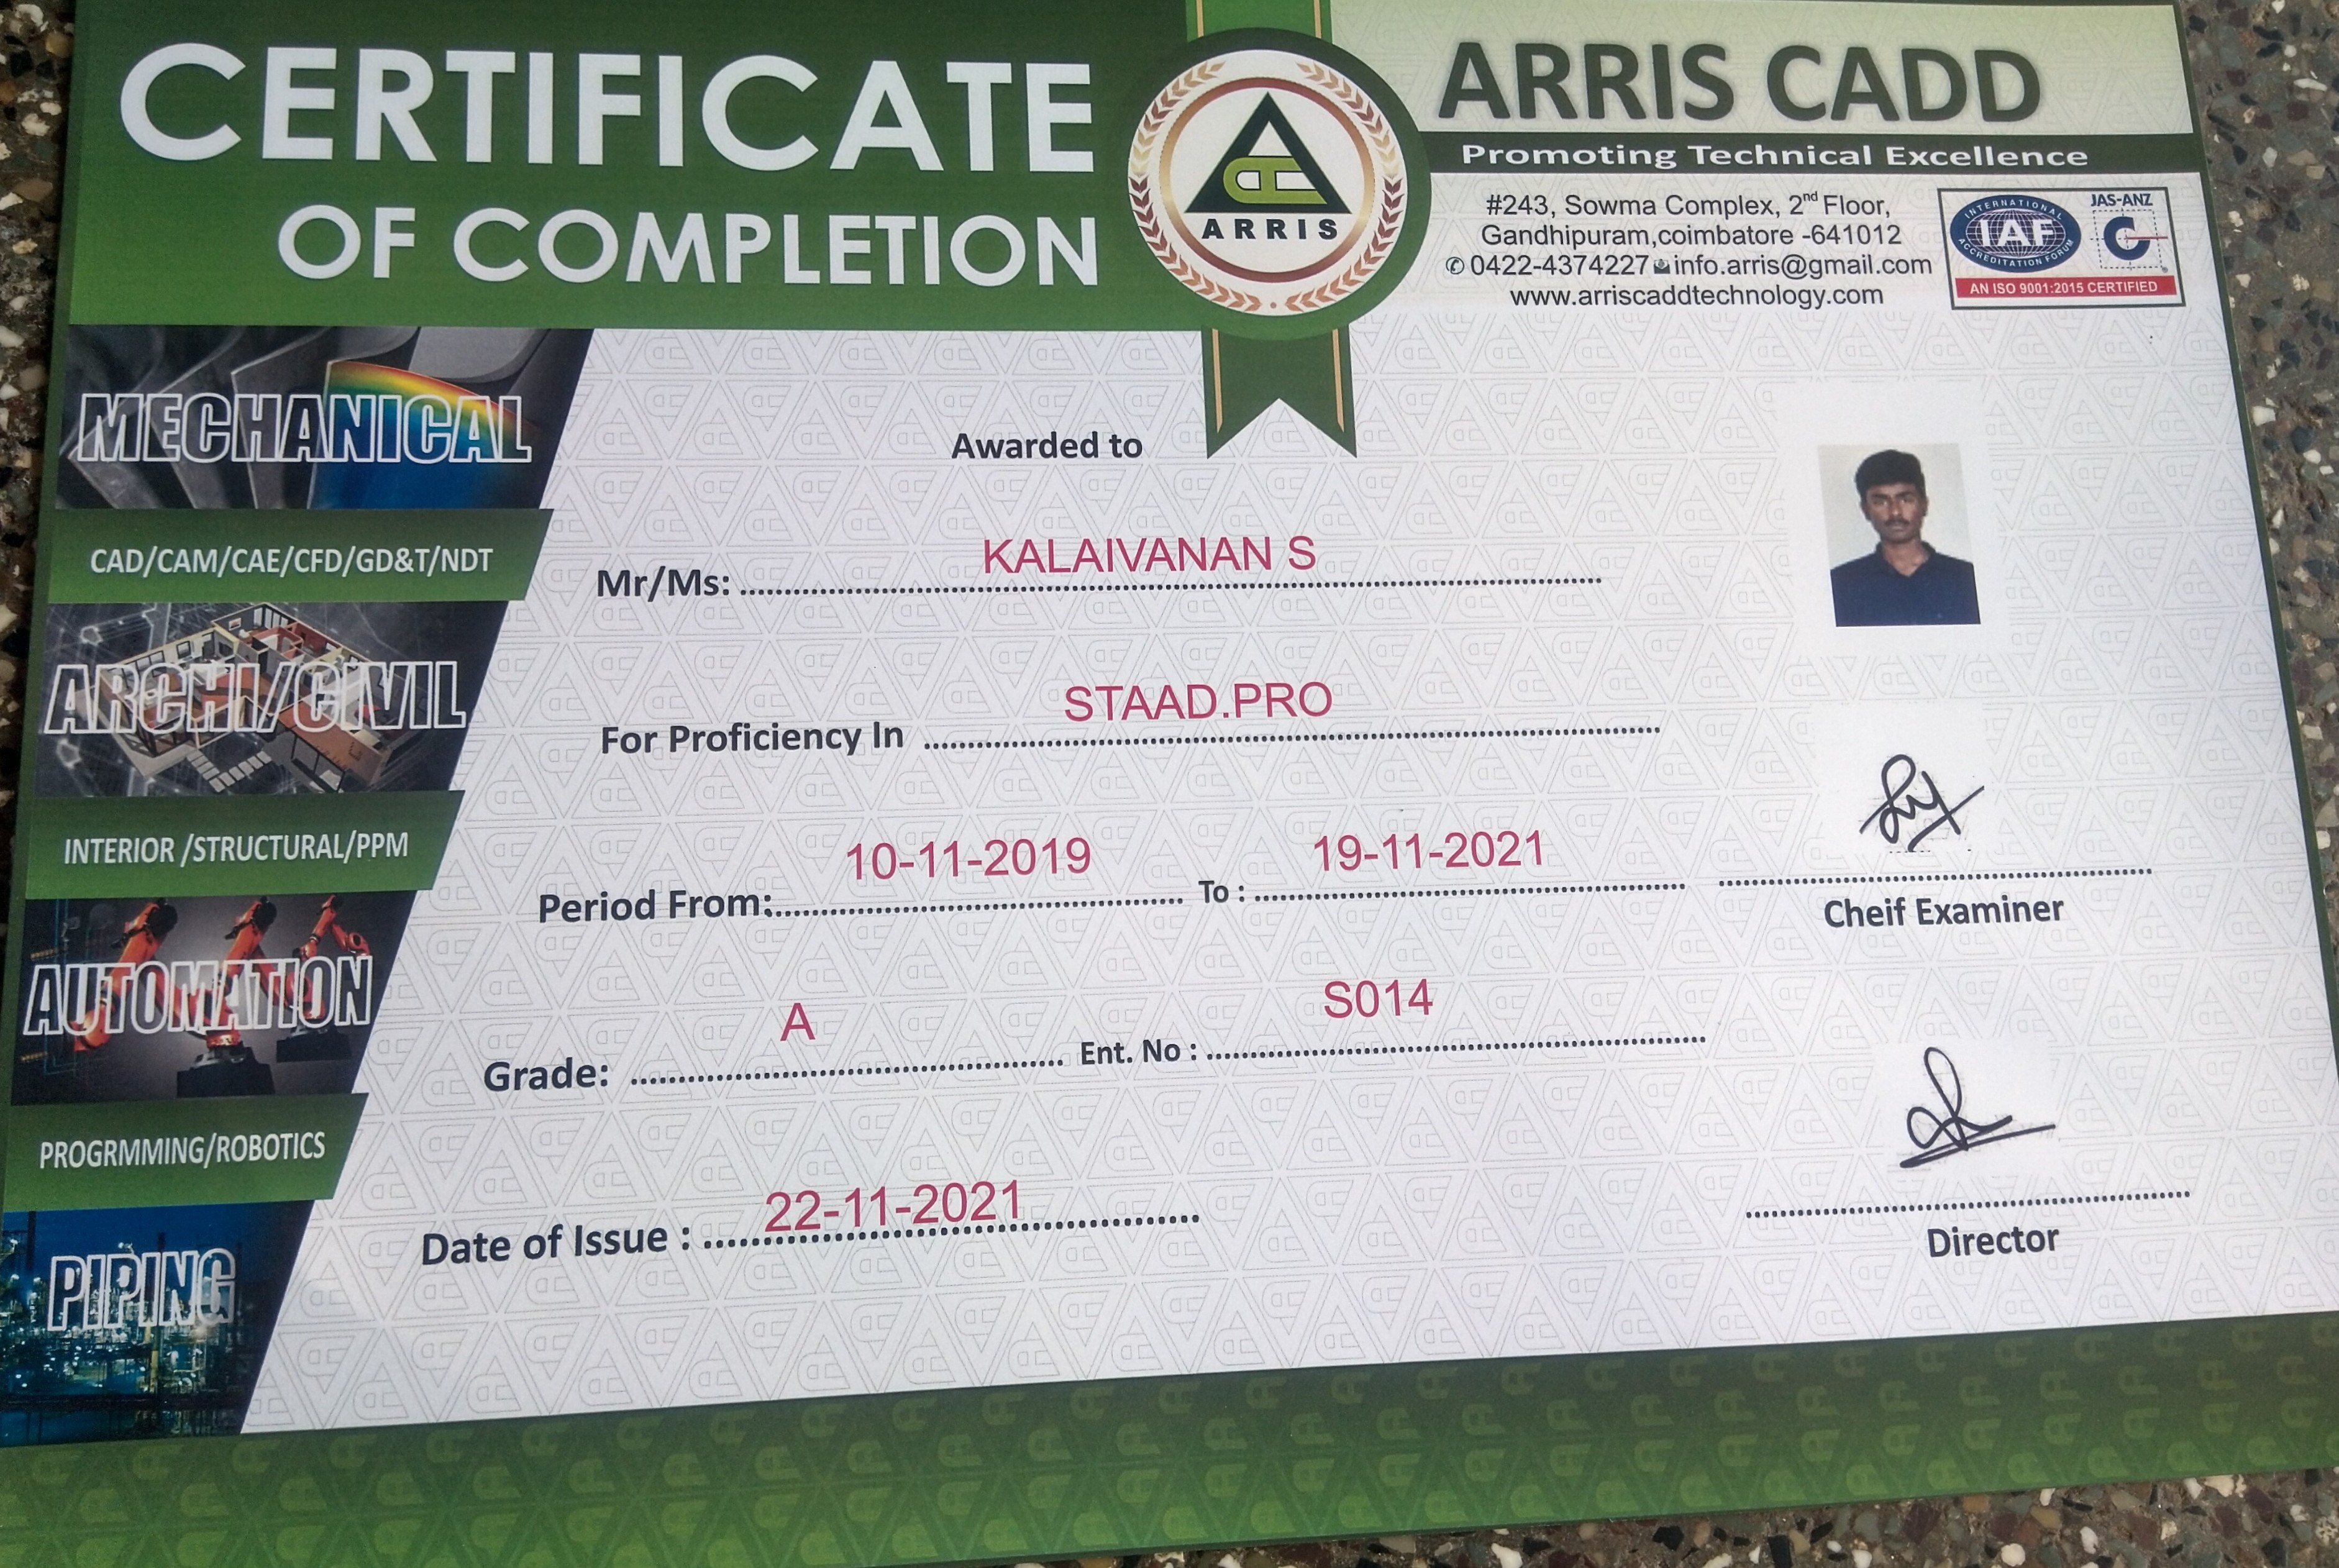 CERTIFICATE
OF COMPLETION
ARRIS
ARRIS CADD
Promoting Technical Excellence
#243, Sowma Complex, 2nd Floor,
Gandhipuram,coimbatore -641012
✆ 0422-4374227 info.arris@gmail.com
www.arriscaddtechnology.com
INTERNATIONAL
IAF
ACCREDITATION FORUM
JAS-ANZ
AN ISO 9001:2015 CERTIFIED
MECHANICAL
CAD/CAM/CAE/CFD/GD&T/NDT
ARCHI/CIVIL
INTERIOR /STRUCTURAL/PPM
AUTOMATION
PROGRMMING/ROBOTICS
PIPING
Awarded to
Mr/Ms: KALAIVANAN S
For Proficiency In STAAD.PRO
Period From: 10-11-2019 To : 19-11-2021
Grade: A Ent. No : S014
Date of Issue : 22-11-2021
Cheif Examiner
Director